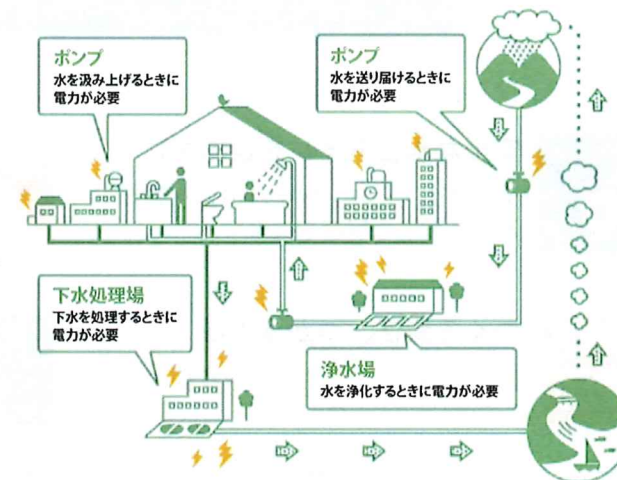 ポンプ
水を汲み上げるときに
電力が必要
ポンプ
水を送り届けるときに
電力が必要
下水処理場
下水を処理するときに
電力が必要
浄水場
水を浄化するときに電力が必要